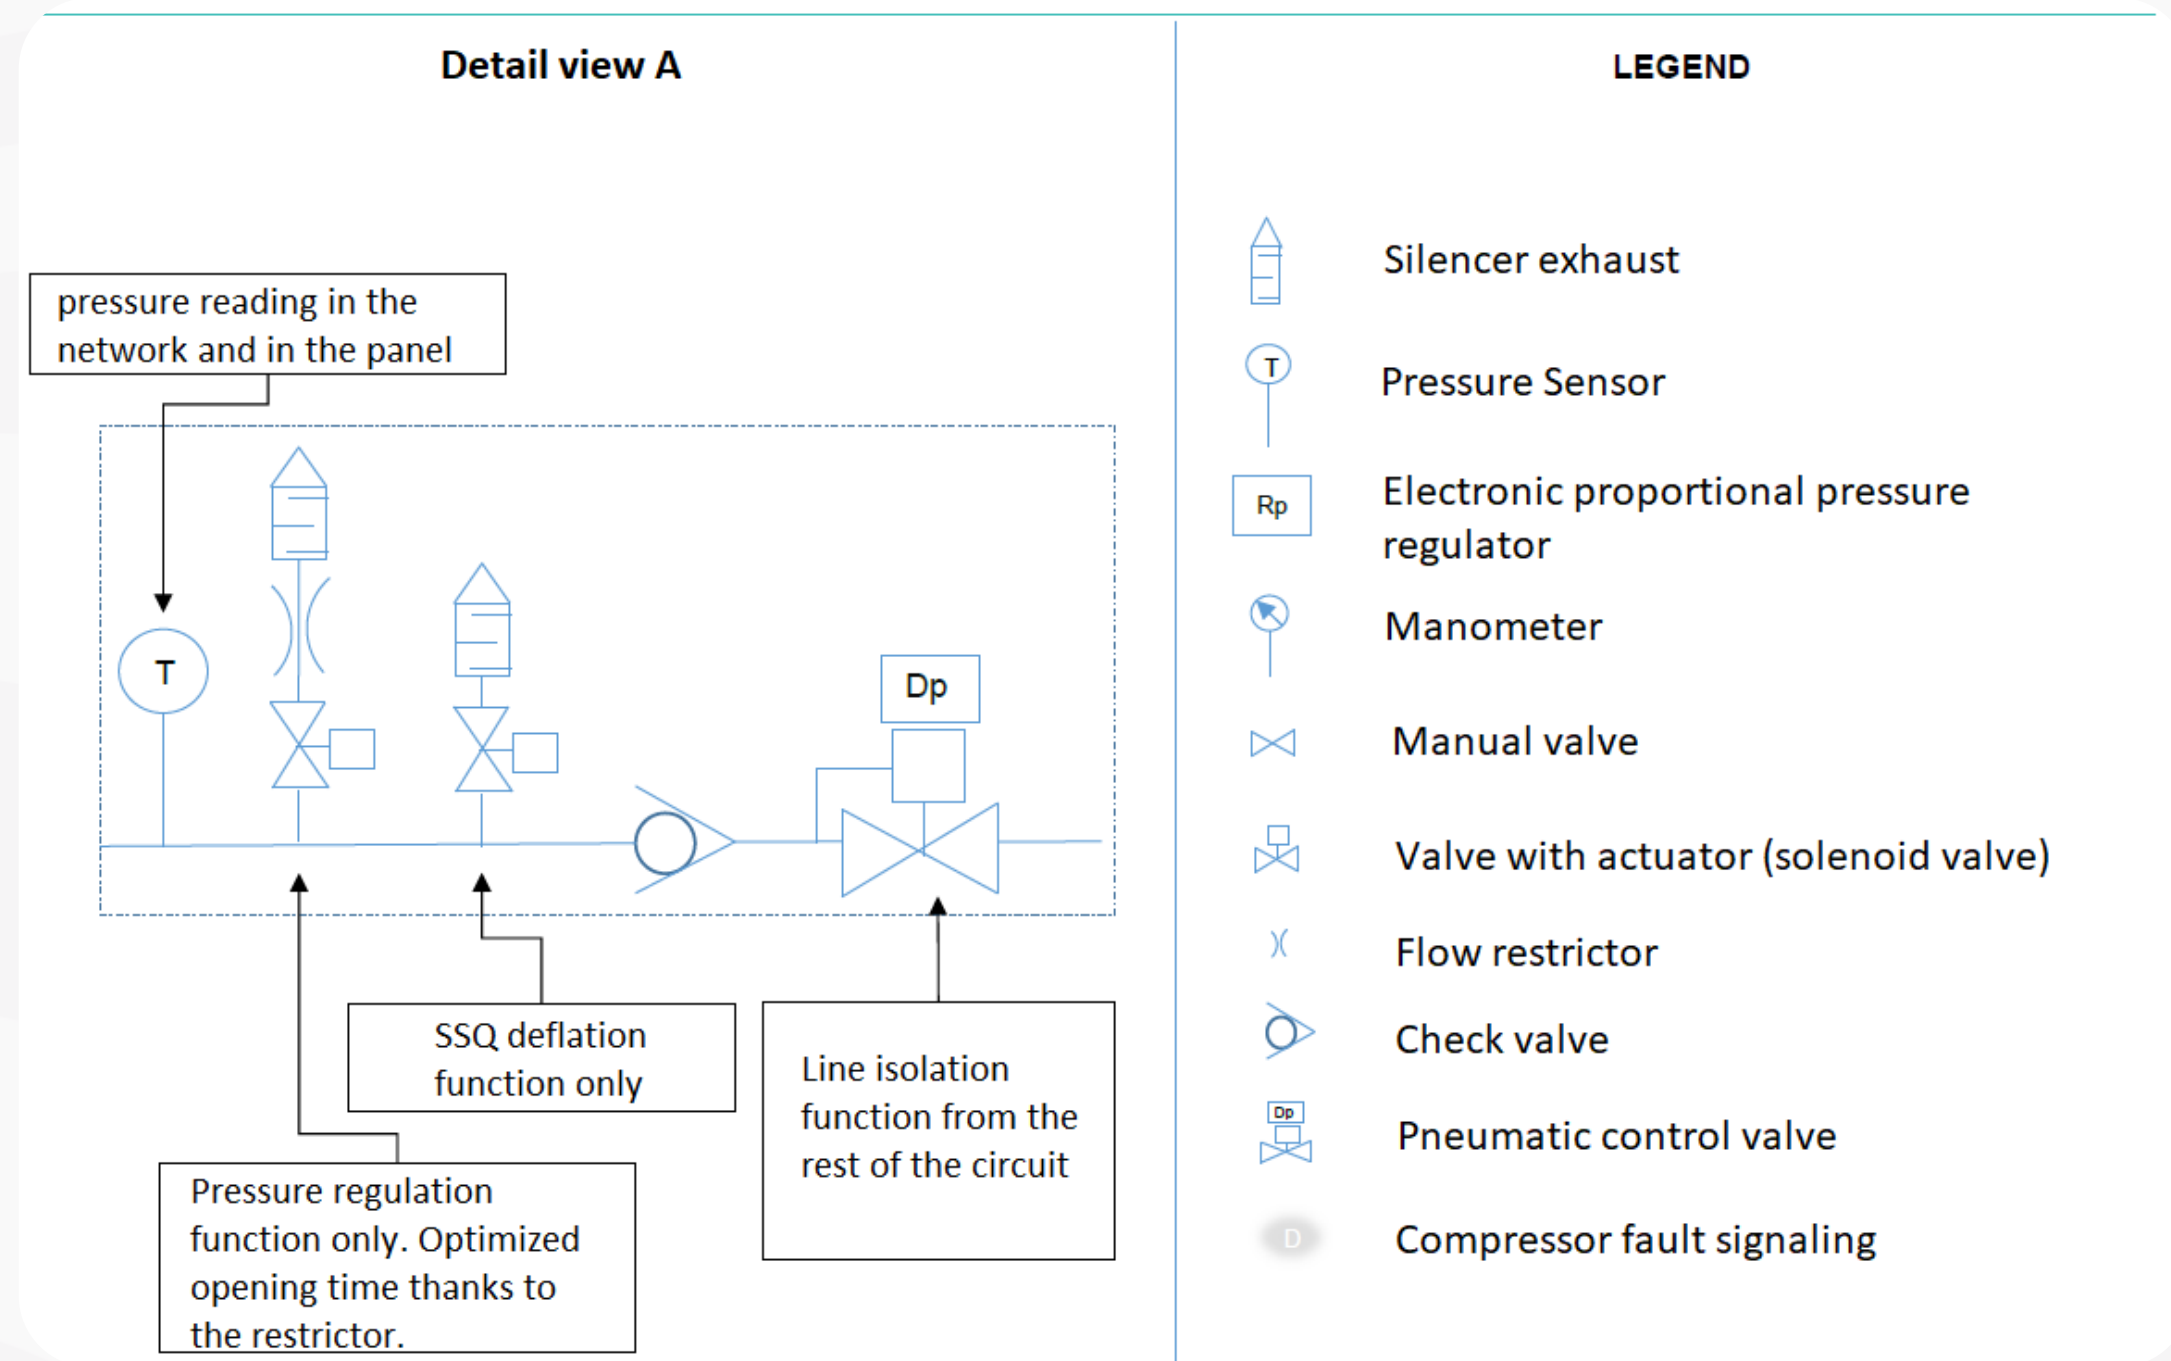 Detail view A
pressure reading in the
network and in the panel
T
Dp
SSQ deflation
function only
Line isolation
function from the
rest of the circuit
Pressure regulation
function only. Optimized
opening time thanks to
the restrictor.
LEGEND
Silencer exhaust
T
Pressure Sensor
Rp
Electronic proportional pressure
regulator
Manometer
Manual valve
Valve with actuator (solenoid valve)
Flow restrictor
Check valve
Dp
Pneumatic control valve
D
Compressor fault signaling